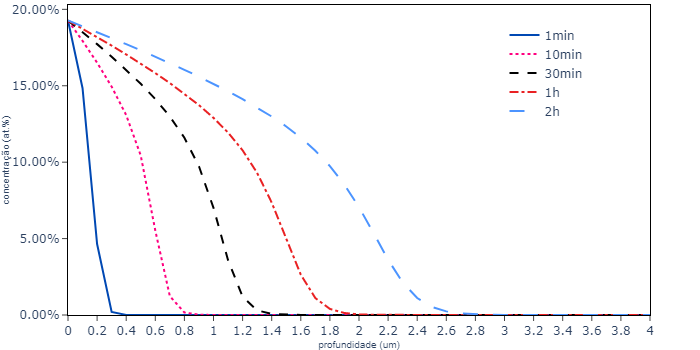 20.00%
15.00%
10.00%
5.00%
0.00%
concentração (at.%)
1min
10min
30min
1h
2h
0 0.2 0.4 0.6 0.8 1 1.2 1.4 1.6 1.8 2 2.2 2.4 2.6 2.8 3 3.2 3.4 3.6 3.8 4
profundidade (um)